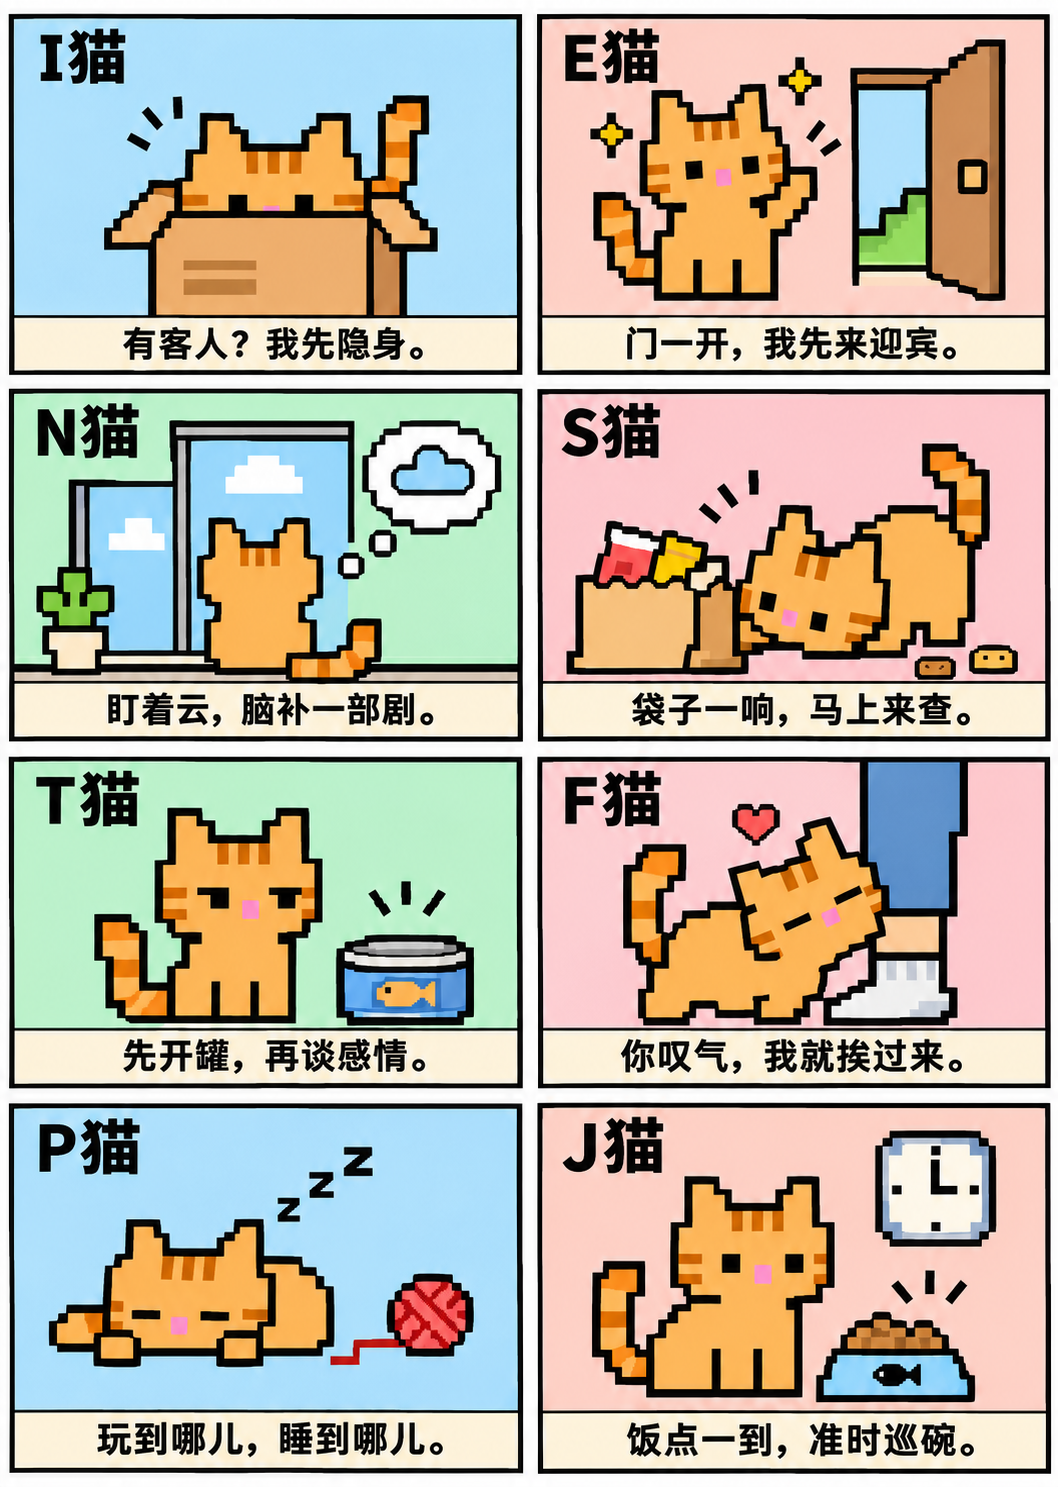 I猫
有客人？我先隐身。
E猫
门一开，我先来迎宾。
N猫
盯着云，脑补一部剧。
S猫
袋子一响，马上来查。
T猫
先开罐，再谈感情。
F猫
你叹气，我就挨过来。
P猫
z z Z
玩到哪儿，睡到哪儿。
J猫
饭点一到，准时巡碗。